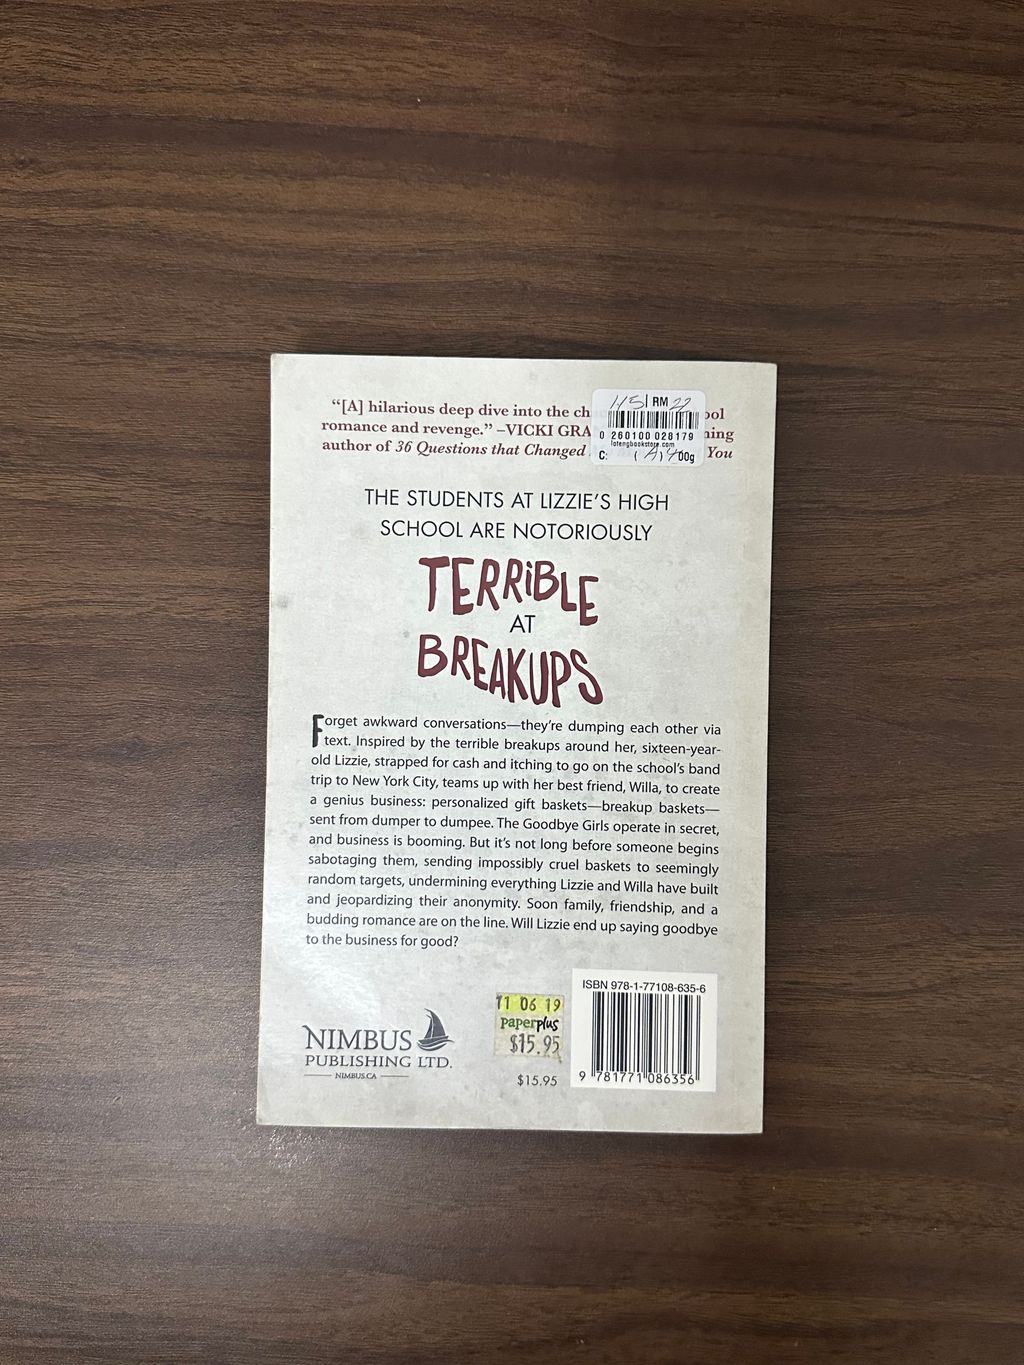 “[A] hilarious deep dive into the ool
romance and revenge.” –VICKI ning
author of 36 Questions that Changed You
RM 22
0 260100 028179
lotengbookstore.com
C: 00g
THE STUDENTS AT LIZZIE’S HIGH
SCHOOL ARE NOTORIOUSLY
TERRiBLE
AT
BREAKUPS
Forget awkward conversations—they’re dumping each other via
text. Inspired by the terrible breakups around her, sixteen-year-
old Lizzie, strapped for cash and itching to go on the school’s band
trip to New York City, teams up with her best friend, Willa, to create
a genius business: personalized gift baskets—breakup baskets—
sent from dumper to dumpee. The Goodbye Girls operate in secret,
and business is booming. But it’s not long before someone begins
sabotaging them, sending impossibly cruel baskets to seemingly
random targets, undermining everything Lizzie and Willa have built
and jeopardizing their anonymity. Soon family, friendship, and a
budding romance are on the line. Will Lizzie end up saying goodbye
to the business for good?
NIMBUS
PUBLISHING LTD.
NIMBUS.CA
11 06 19
paperplus
$15.95
$15.95
ISBN 978-1-77108-635-6
9 781771 086356